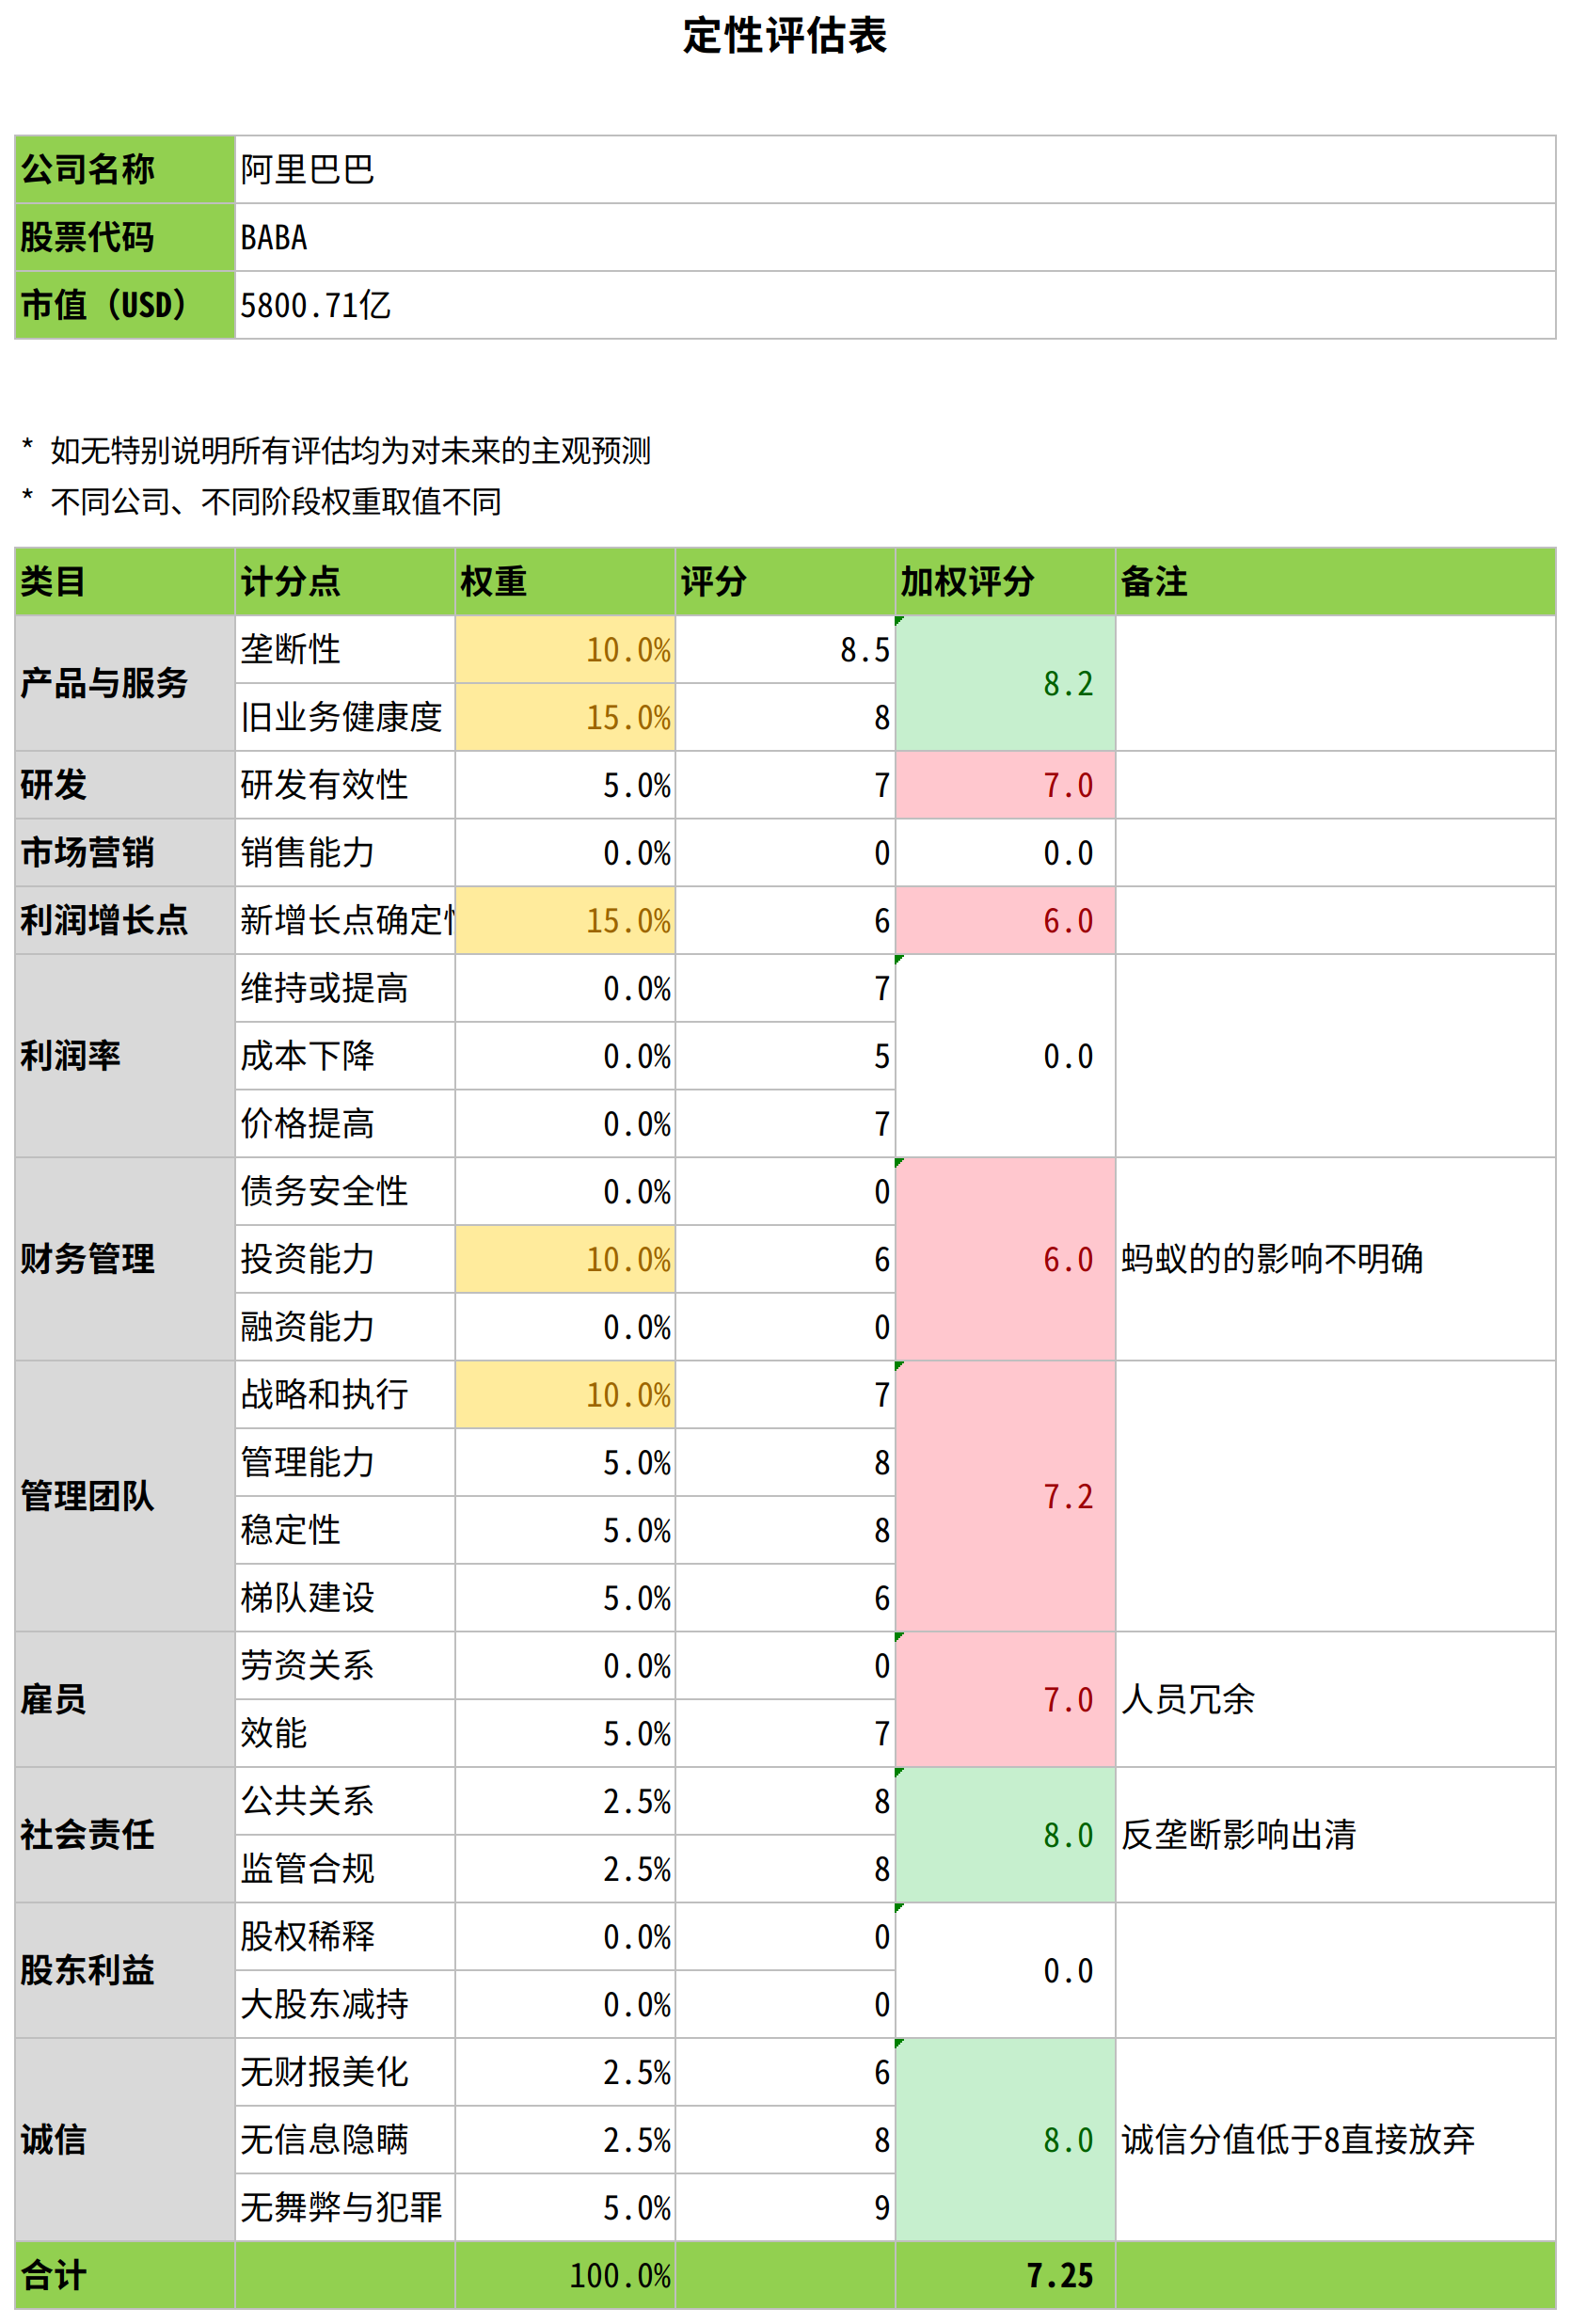 定性评估表
公司名称 阿里巴巴
股票代码 BABA
市值（USD） 5800.71亿
* 如无特别说明所有评估均为对未来的主观预测
* 不同公司、不同阶段权重取值不同
类目 计分点 权重 评分 加权评分 备注
产品与服务 垄断性 10.0% 8.5 8.2
旧业务健康度 15.0% 8
研发 研发有效性 5.0% 7 7.0
市场营销 销售能力 0.0% 0 0.0
利润增长点 新增长点确定 15.0% 6 6.0
利润率 维持或提高 0.0% 7 0.0
成本下降 0.0% 5
价格提高 0.0% 7
财务管理 债务安全性 0.0% 0 6.0 蚂蚁的的影响不明确
投资能力 10.0% 6
融资能力 0.0% 0
管理团队 战略和执行 10.0% 7 7.2
管理能力 5.0% 8
稳定性 5.0% 8
梯队建设 5.0% 6
雇员 劳资关系 0.0% 0 7.0 人员冗余
效能 5.0% 7
社会责任 公共关系 2.5% 8 8.0 反垄断影响出清
监管合规 2.5% 8
股东利益 股权稀释 0.0% 0 0.0
大股东减持 0.0% 0
诚信 无财报美化 2.5% 6 8.0 诚信分值低于8直接放弃
无信息隐瞒 2.5% 8
无舞弊与犯罪 5.0% 9
合计 100.0% 7.25